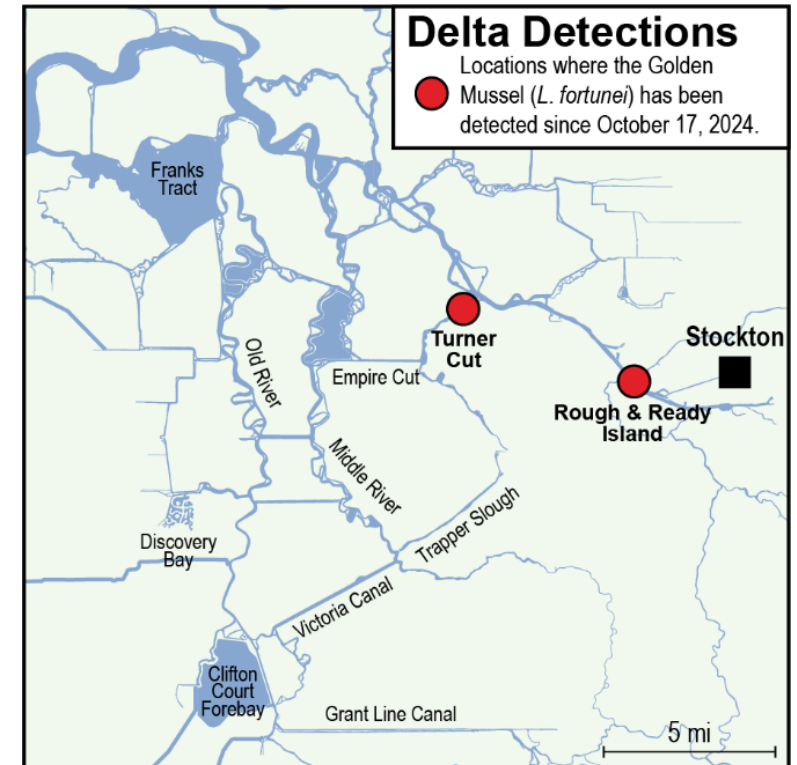 Delta Detections
Locations where the Golden
Mussel (L. fortunei) has been
detected since October 17, 2024.
Franks
Tract
Turner
Cut
Stockton
Old River
Empire Cut
Rough & Ready
Island
Middle River
Trapper Slough
Discovery
Bay
Victoria Canal
Clifton
Court
Forebay
Grant Line Canal
5 mi